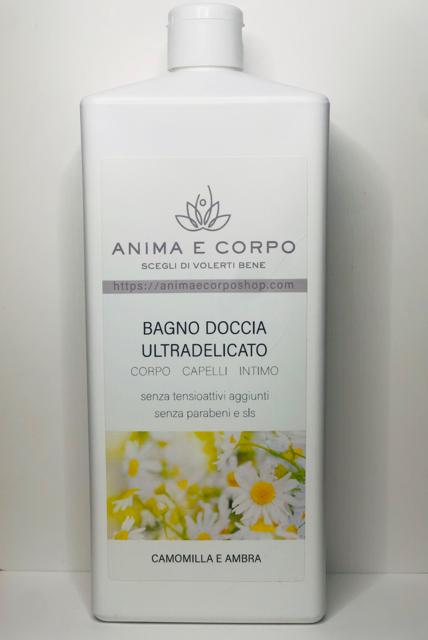 ANIMA E CORPO
SCEGLI DI VOLERTI BENE
https://animaecorposhop.com
BAGNO DOCCIA
ULTRADELICATO
CORPO CAPELLI INTIMO
senza tensioattivi aggiunti
senza parabeni e sls
CAMOMILLA E AMBRA